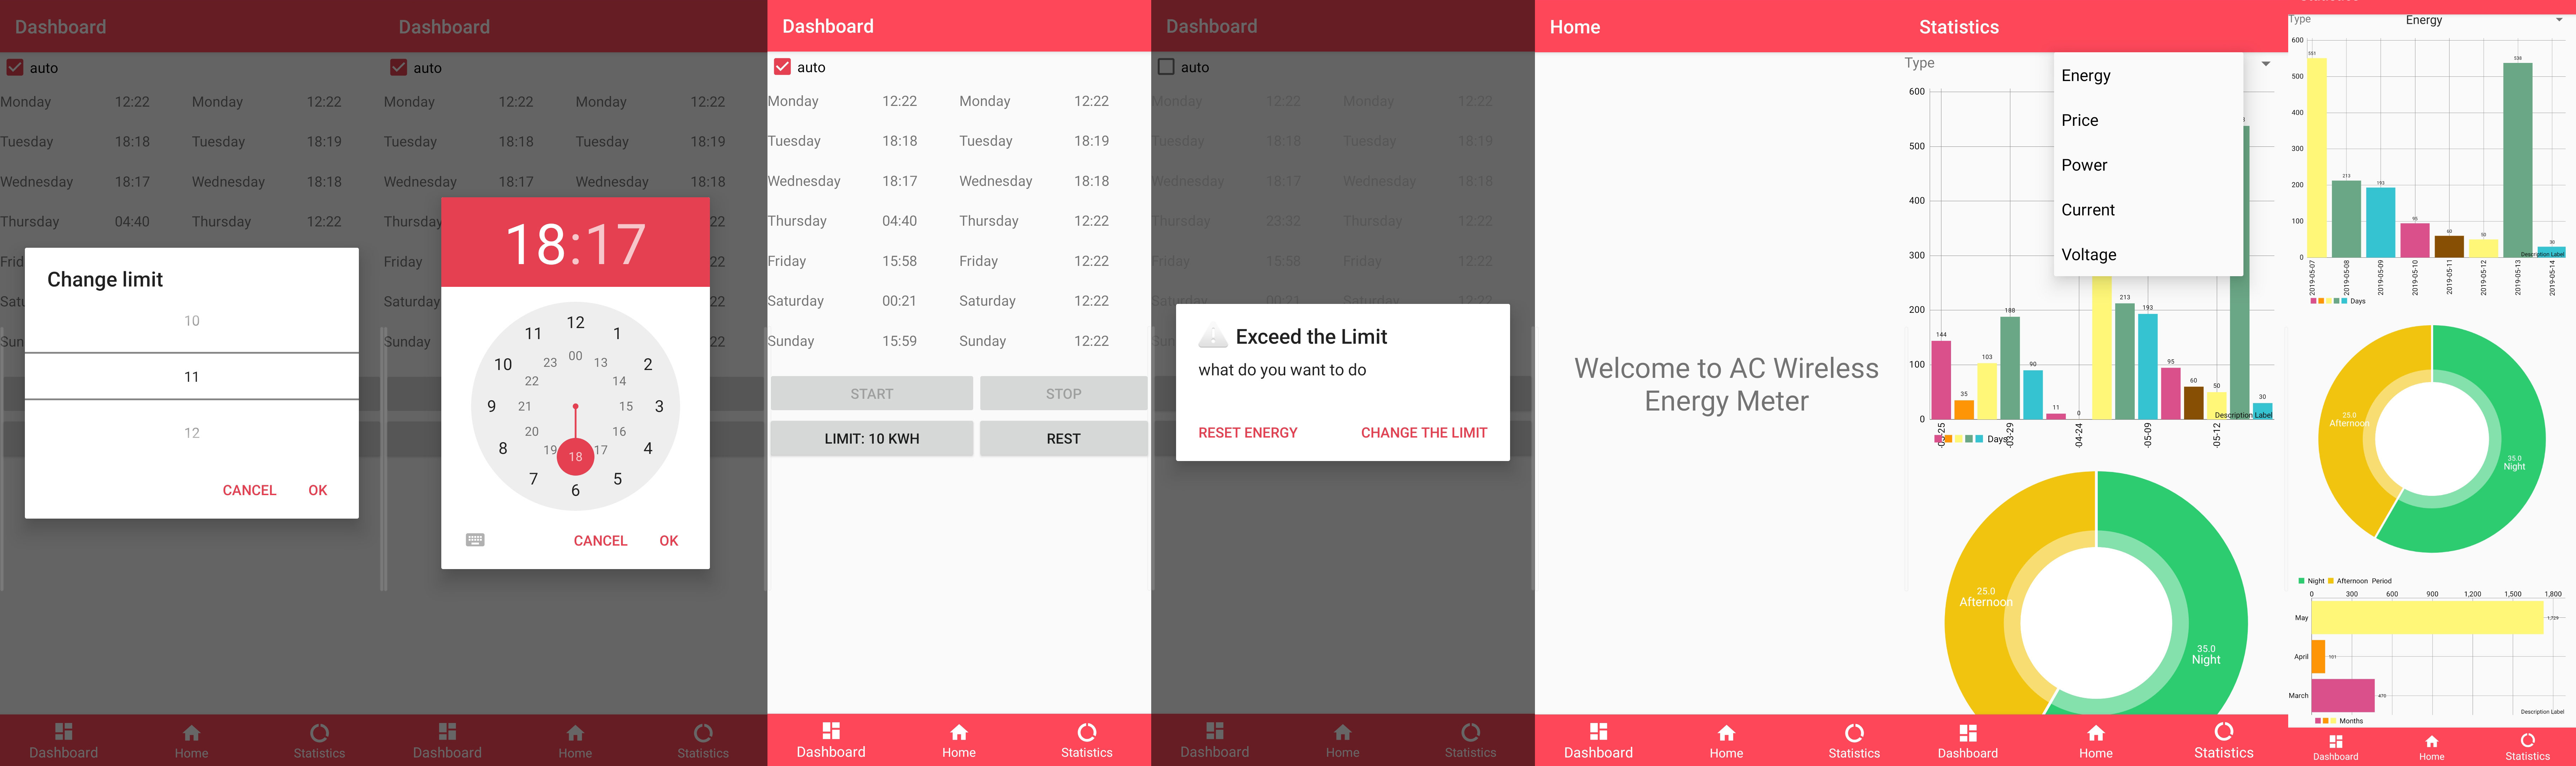 Dashboard
auto
Monday 12:22 Monday 12:22
Tuesday 18:18 Tuesday 18:19
Wednesday 18:17 Wednesday 18:18
Thursday 04:40 Thursday 12:22
Change limit
10
11
12
CANCEL OK
Dashboard Home Statistics
Dashboard
auto
Monday 12:22 Monday 12:22
Tuesday 18:18 Tuesday 18:19
Wednesday 18:17 Wednesday 18:18
Thursday
Friday
Saturday
Sunday
18:17
12
11 1
00
23 13
10 2
22 14
9 21 15 3
20 16
8 19 18 17 4
7 5
6
CANCEL OK
Dashboard Home Statistics
Dashboard
auto
Monday 12:22 Monday 12:22
Tuesday 18:18 Tuesday 18:19
Wednesday 18:17 Wednesday 18:18
Thursday 04:40 Thursday 12:22
Friday 15:58 Friday 12:22
Saturday 00:21 Saturday 12:22
Sunday 15:59 Sunday 12:22
START STOP
LIMIT: 10 KWH REST
Dashboard Home Statistics
Dashboard
auto
Monday 12:22 Monday 12:22
Tuesday 18:18 Tuesday 18:19
Wednesday 18:17 Wednesday 18:18
Thursday 23:32 Thursday 12:22
Friday 15:58 Friday 12:22
Saturday 00:21 Saturday 12:22
Exceed the Limit
what do you want to do
RESET ENERGY CHANGE THE LIMIT
Dashboard Home Statistics
Home
Welcome to AC Wireless
Energy Meter
Dashboard Home Statistics
Statistics
Type
Energy
Price
Power
Current
Voltage
600
500
400
300
200
100
0
144 35 103 188 90 11 0 213 193 95 60 50 30
Description Label
Days
25.0
Afternoon
35.0
Night
Dashboard Home Statistics
Type Energy
600
500
400
300
200
100
0
551 213 193 95 60 50 538 30
Description Label
2019-05-07 2019-05-08 2019-05-09 2019-05-10 2019-05-11 2019-05-12 2019-05-13 2019-05-14
Days
25.0
Afternoon
35.0
Night
Night Afternoon Period
0 300 600 900 1,200 1,500 1,800
May 1,729
April 101
March 470
Description Label
Months
Dashboard Home Statistics